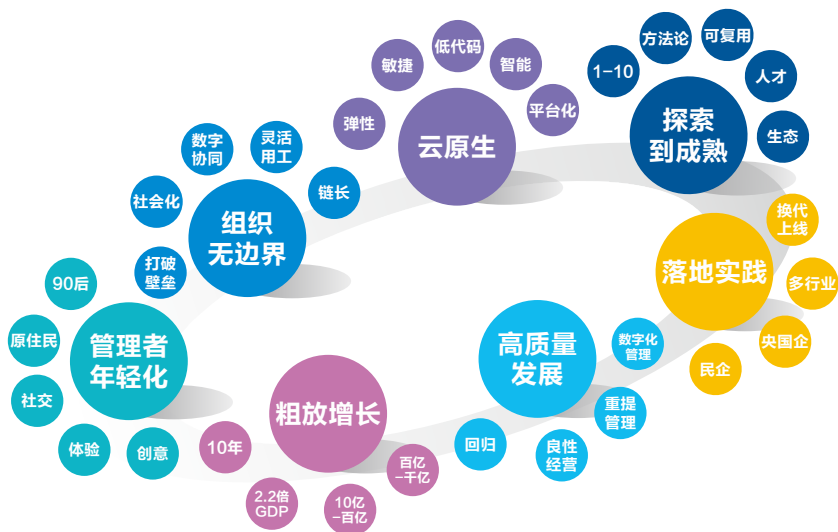 低代码
敏捷
智能
弹性
平台化
云原生
方法论
可复用
1-10
人才
生态
探索
到成熟
数字
协同
灵活
用工
社会化
链长
打破
壁垒
组织
无边界
换代
上线
多行业
央国企
民企
落地实践
90后
原住民
社交
体验
创意
管理者
年轻化
数字化
管理
重提
管理
良性
经营
回归
高质量
发展
粗放增长
10年
2.2倍
GDP
10亿
-百亿
百亿
-千亿